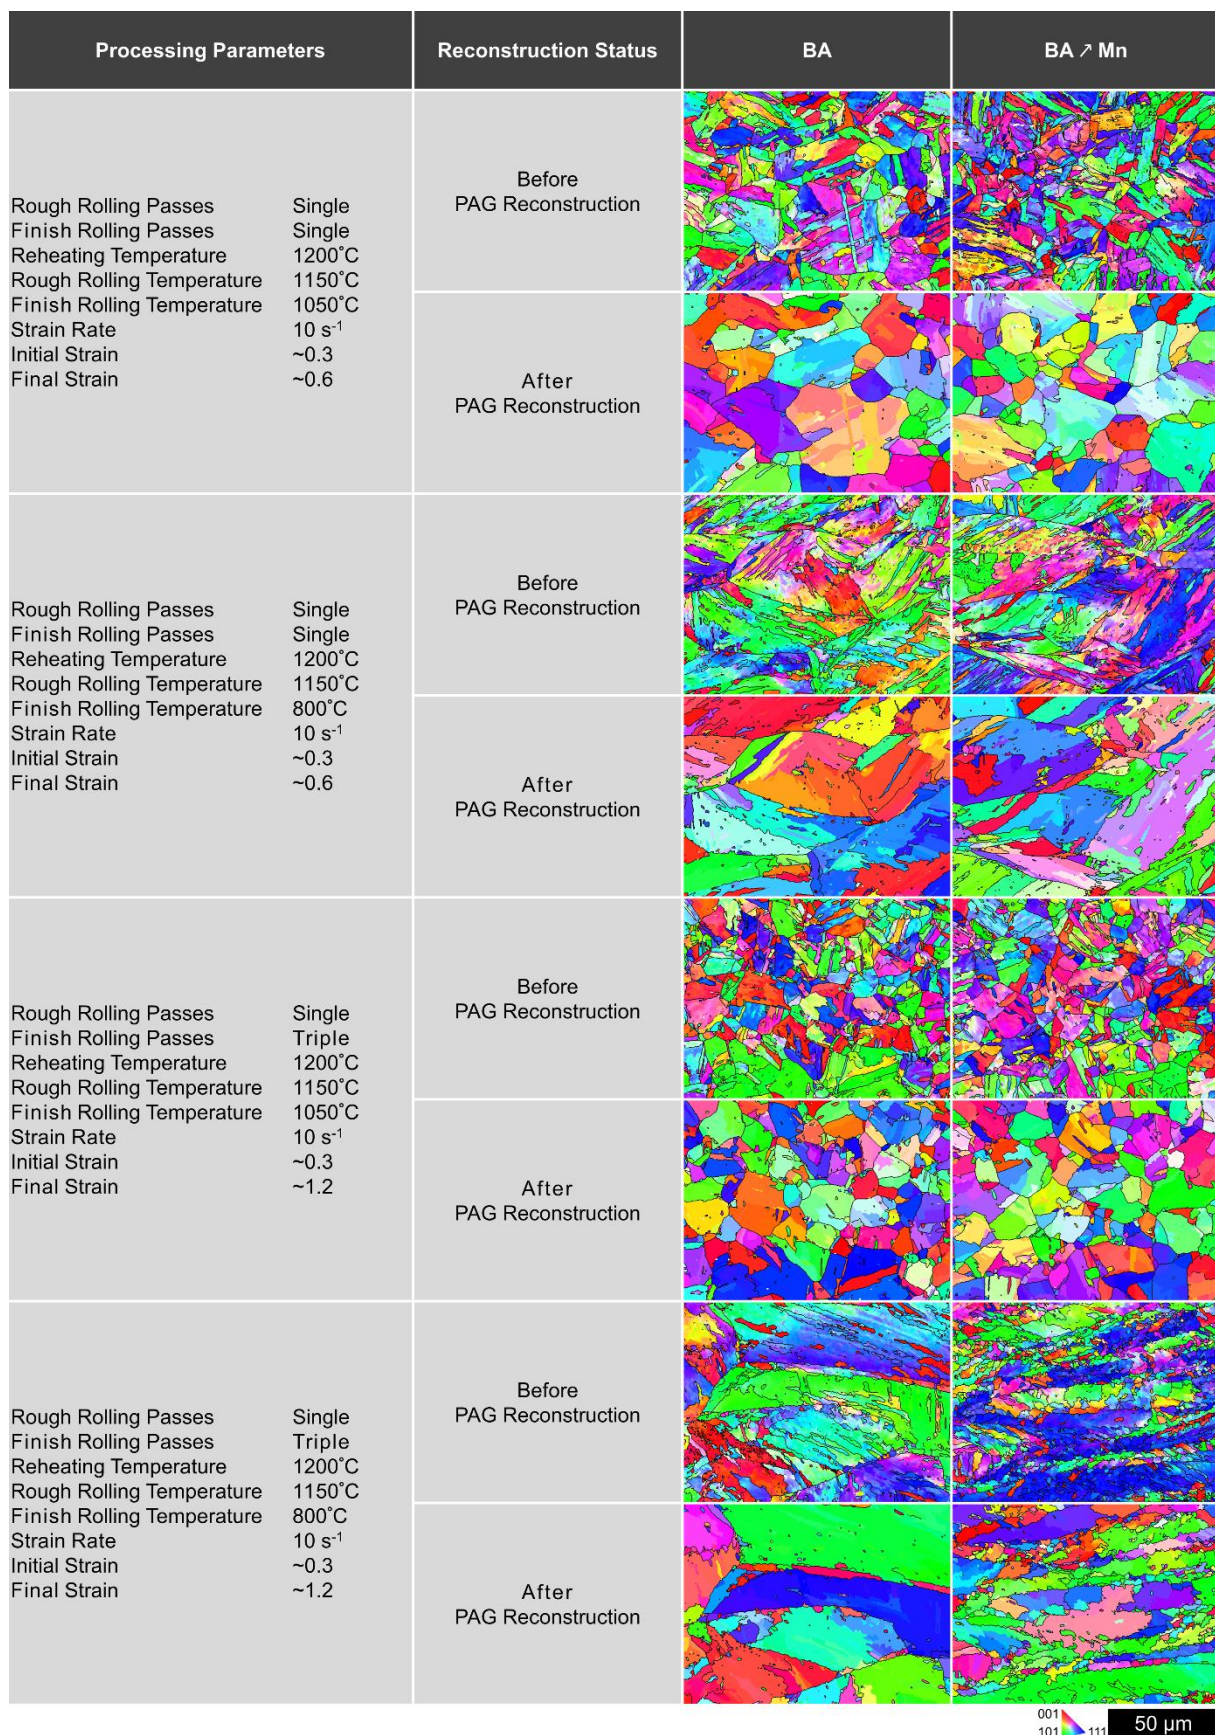 Processing Parameters Reconstruction Status BA BA ↗ Mn
Before
PAG Reconstruction
Rough Rolling Passes Single
Finish Rolling Passes Single
Reheating Temperature 1200˚C
Rough Rolling Temperature 1150˚C
Finish Rolling Temperature 1050˚C
Strain Rate 10 s⁻¹
Initial Strain ~0.3
Final Strain ~0.6
After
PAG Reconstruction
Before
PAG Reconstruction
Rough Rolling Passes Single
Finish Rolling Passes Single
Reheating Temperature 1200˚C
Rough Rolling Temperature 1150˚C
Finish Rolling Temperature 800˚C
Strain Rate 10 s⁻¹
Initial Strain ~0.3
Final Strain ~0.6
After
PAG Reconstruction
Before
PAG Reconstruction
Rough Rolling Passes Single
Finish Rolling Passes Triple
Reheating Temperature 1200˚C
Rough Rolling Temperature 1150˚C
Finish Rolling Temperature 1050˚C
Strain Rate 10 s⁻¹
Initial Strain ~0.3
Final Strain ~1.2
After
PAG Reconstruction
Before
PAG Reconstruction
Rough Rolling Passes Single
Finish Rolling Passes Triple
Reheating Temperature 1200˚C
Rough Rolling Temperature 1150˚C
Finish Rolling Temperature 800˚C
Strain Rate 10 s⁻¹
Initial Strain ~0.3
Final Strain ~1.2
After
PAG Reconstruction
001
101 111 50 µm